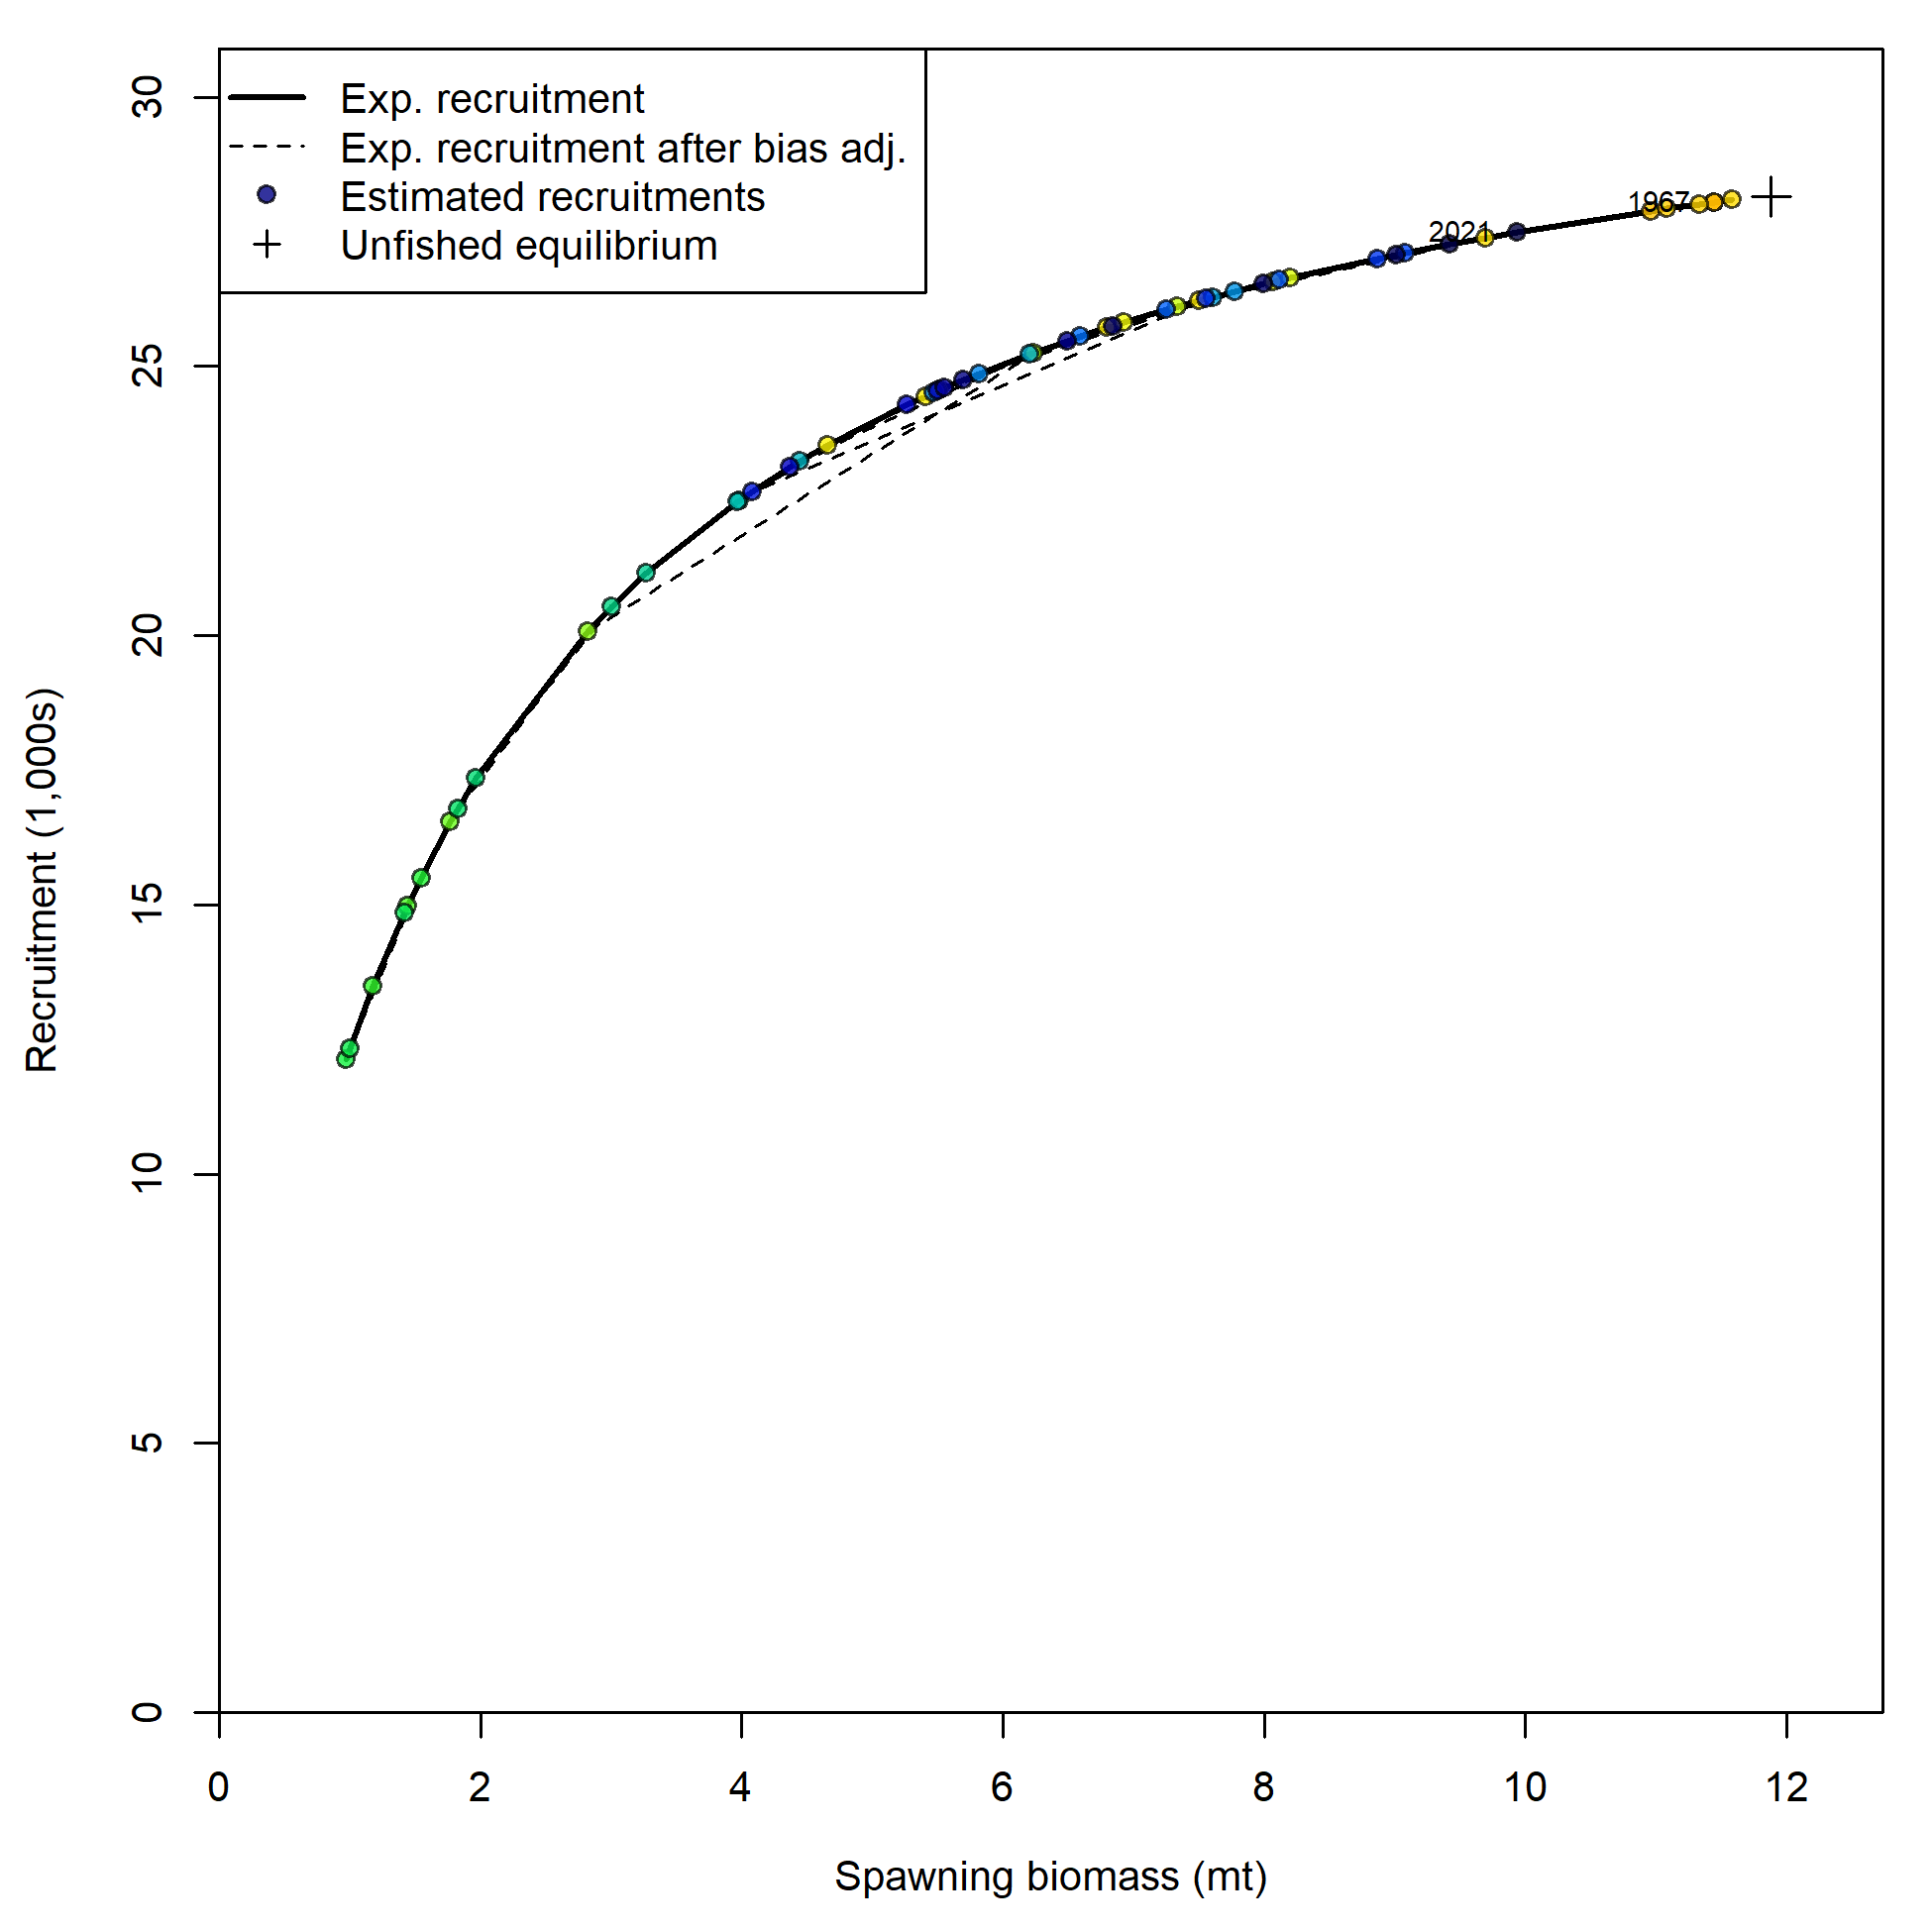 Exp. recruitment
Exp. recruitment after bias adj.
Estimated recruitments
Unfished equilibrium
1967
2021
30
25
20
15
10
5
0
Recruitment (1,000s)
0 2 4 6 8 10 12
Spawning biomass (mt)